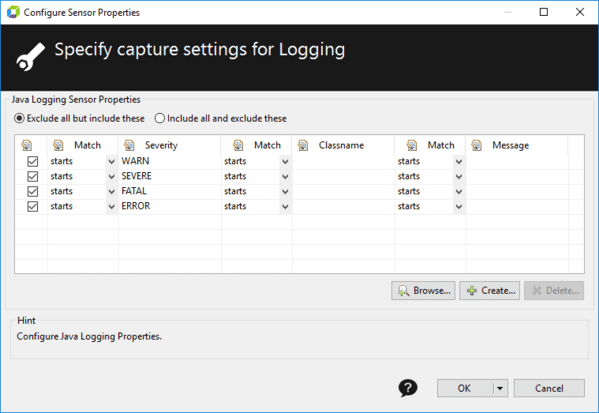 Configure Sensor Properties
Specify capture settings for Logging
Java Logging Sensor Properties
Exclude all but include these Include all and exclude these
Match Severity Match Classname Match Message
starts WARN starts starts
starts SEVERE starts starts
starts FATAL starts starts
starts ERROR starts starts
Browse... Create... Delete...
Hint
Configure Java Logging Properties.
? OK Cancel